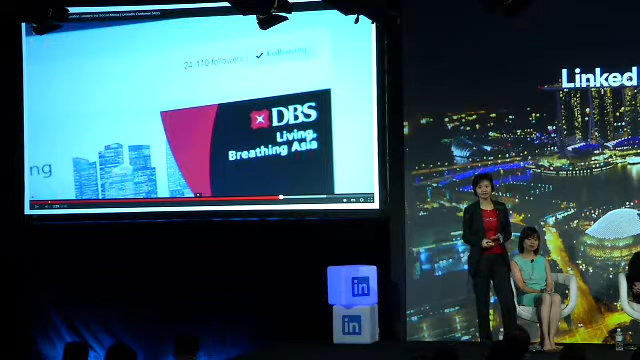 24,110 followers
Following
DBS
Living,
Breathing Asia
ng
Linked
in
in